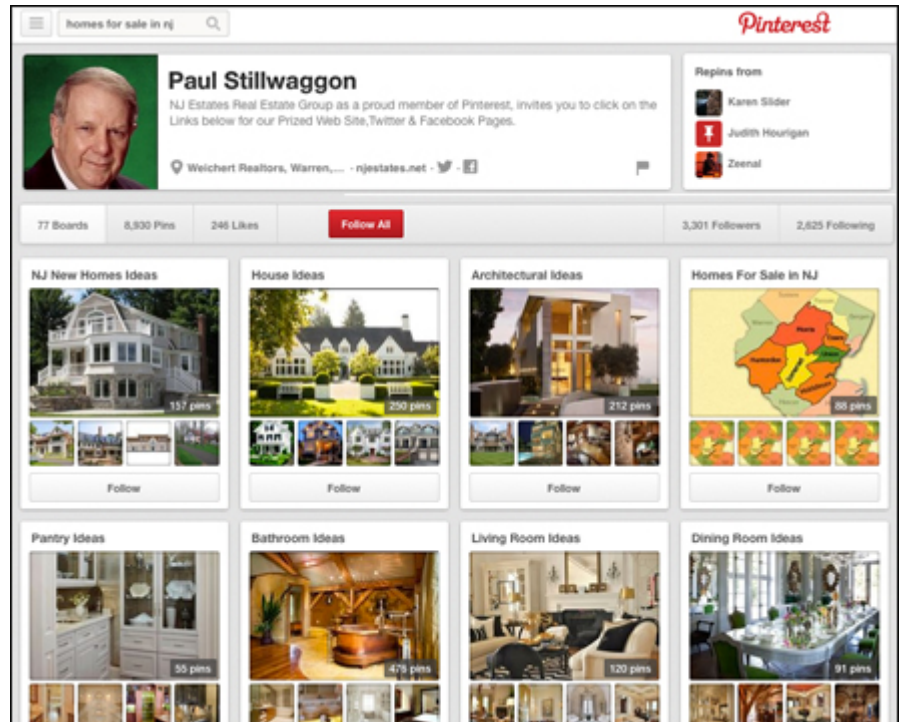 homes for sale in nj
Pinterest
Paul Stillwaggon
NJ Estates Real Estate Group as a proud member of Pinterest, invites you to click on the
Links below for our Prized Web Site,Twitter & Facebook Pages.
Weichert Realtors, Warren,... · njestates.net ·
Repins from
Karen Slider
Judith Hourigan
Zeenal
77 Boards
8,930 Pins
246 Likes
Follow All
3,301 Followers
2,625 Following
NJ New Homes Ideas
157 pins
Follow
House Ideas
250 pins
Follow
Architectural Ideas
212 pins
Follow
Homes For Sale in NJ
Morris
Union
Hunterdon
Somerset
Middlesex
88 pins
Follow
Pantry Ideas
55 pins
Bathroom Ideas
476 pins
Living Room Ideas
120 pins
Dining Room Ideas
91 pins